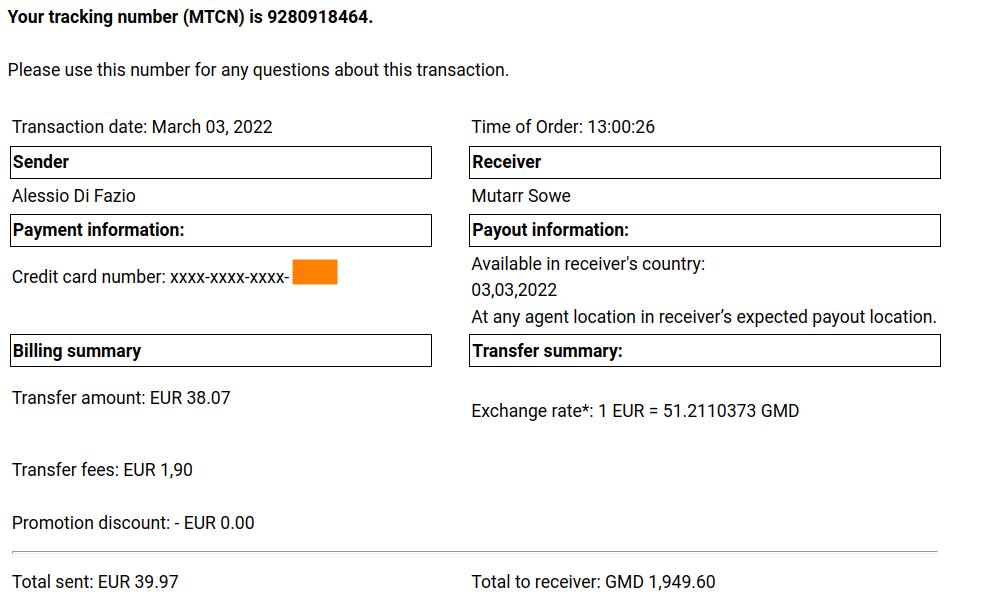 Your tracking number (MTCN) is 9280918464.
Please use this number for any questions about this transaction.
Transaction date: March 03, 2022
Time of Order: 13:00:26
Sender
Receiver
Alessio Di Fazio
Mutarr Sowe
Payment information:
Payout information:
Credit card number: xxxx-xxxx-xxxx-
Available in receiver's country:
03,03,2022
At any agent location in receiver’s expected payout location.
Billing summary
Transfer summary:
Transfer amount: EUR 38.07
Exchange rate*: 1 EUR = 51.2110373 GMD
Transfer fees: EUR 1,90
Promotion discount: - EUR 0.00
Total sent: EUR 39.97
Total to receiver: GMD 1,949.60